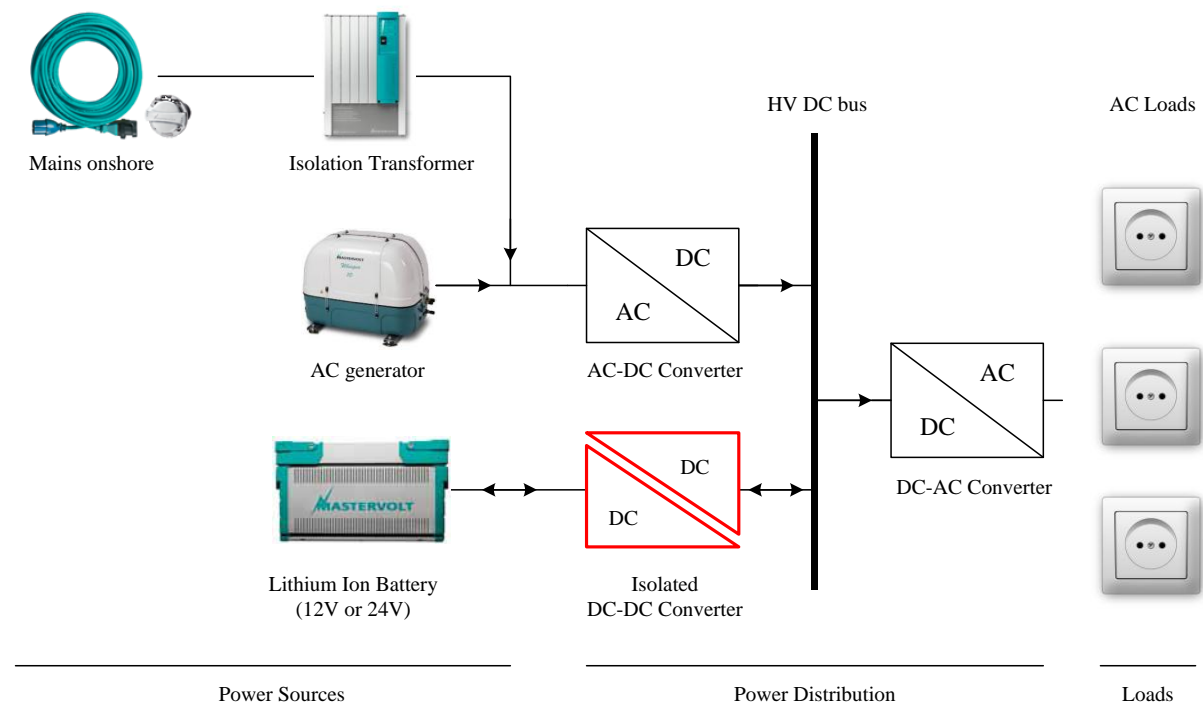 HV DC bus
AC Loads
Mains onshore
Isolation Transformer
MASTERVOLT
DC
AC
AC generator
AC-DC Converter
AC
DC
DC-AC Converter
MASTERVOLT
DC
DC
Lithium Ion Battery
(12V or 24V)
Isolated
DC-DC Converter
Power Sources
Power Distribution
Loads